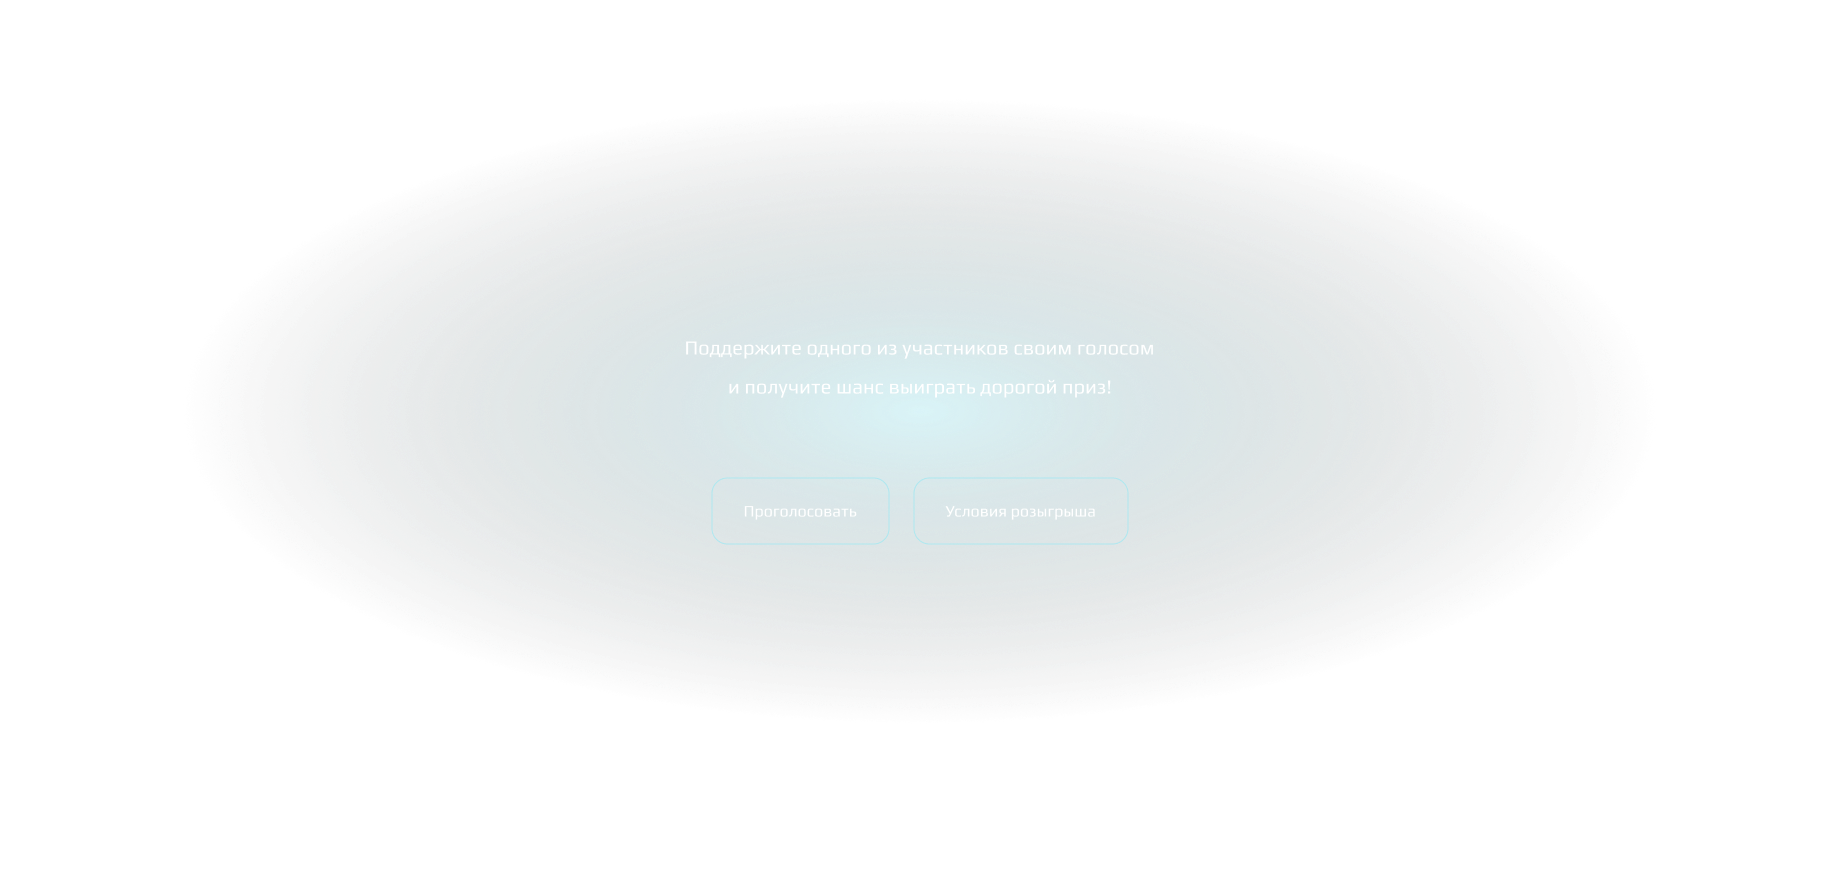 Поддержите одного из участников своим голосом
и получите шанс выиграть дорогой приз!
Проголосовать
Условия розыгрыша